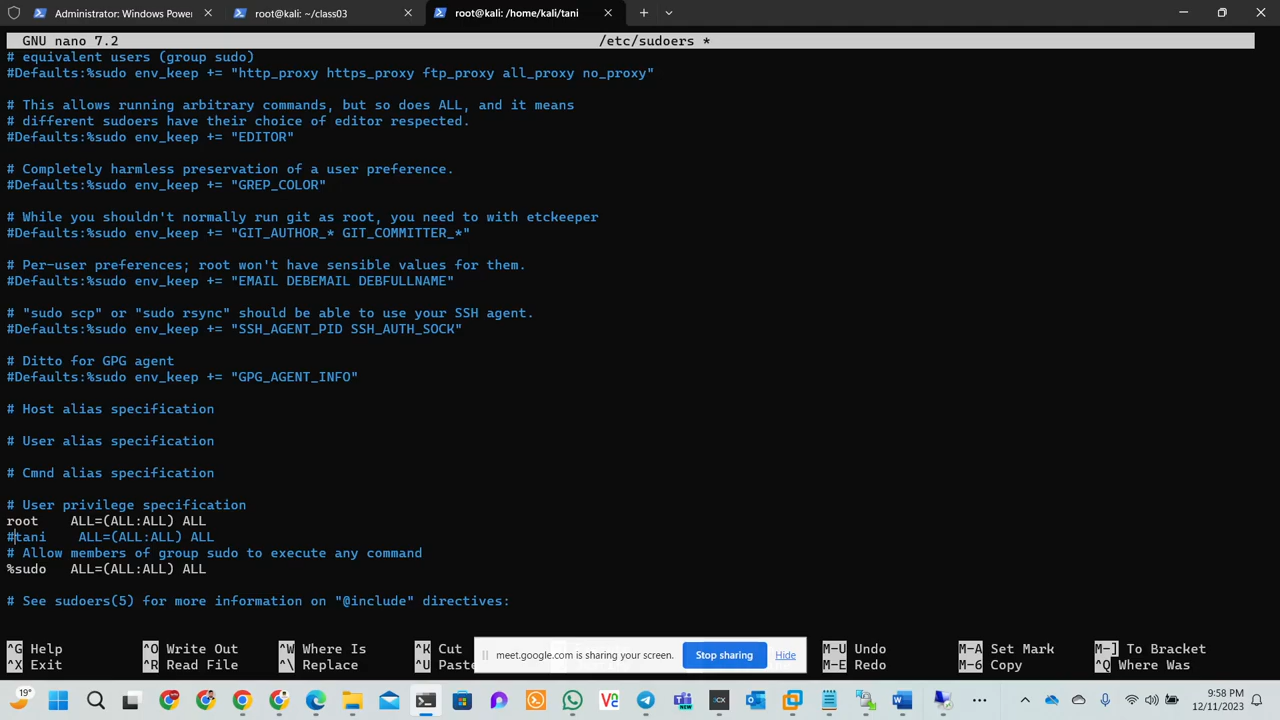 Administrator: Windows Power
root@kali: ~/class03
root@kali: /home/kali/tani
GNU nano 7.2 /etc/sudoers *
# equivalent users (group sudo)
#Defaults:%sudo env_keep += "http_proxy https_proxy ftp_proxy all_proxy no_proxy"
# This allows running arbitrary commands, but so does ALL, and it means
# different sudoers have their choice of editor respected.
#Defaults:%sudo env_keep += "EDITOR"
# Completely harmless preservation of a user preference.
#Defaults:%sudo env_keep += "GREP_COLOR"
# While you shouldn't normally run git as root, you need to with etckeeper
#Defaults:%sudo env_keep += "GIT_AUTHOR_* GIT_COMMITTER_*"
# Per-user preferences; root won't have sensible values for them.
#Defaults:%sudo env_keep += "EMAIL DEBEMAIL DEBFULLNAME"
# "sudo scp" or "sudo rsync" should be able to use your SSH agent.
#Defaults:%sudo env_keep += "SSH_AGENT_PID SSH_AUTH_SOCK"
# Ditto for GPG agent
#Defaults:%sudo env_keep += "GPG_AGENT_INFO"
# Host alias specification
# User alias specification
# Cmnd alias specification
# User privilege specification
root    ALL=(ALL:ALL) ALL
#tani    ALL=(ALL:ALL) ALL
# Allow members of group sudo to execute any command
%sudo   ALL=(ALL:ALL) ALL
# See sudoers(5) for more information on "@include" directives:
^G Help ^O Write Out ^W Where Is ^K Cut M-U Undo M-A Set Mark M-] To Bracket
^X Exit ^R Read File ^\ Replace ^U Paste M-E Redo M-6 Copy ^Q Where Was
meet.google.com is sharing your screen. Stop sharing Hide
19°
9:58 PM
12/11/2023